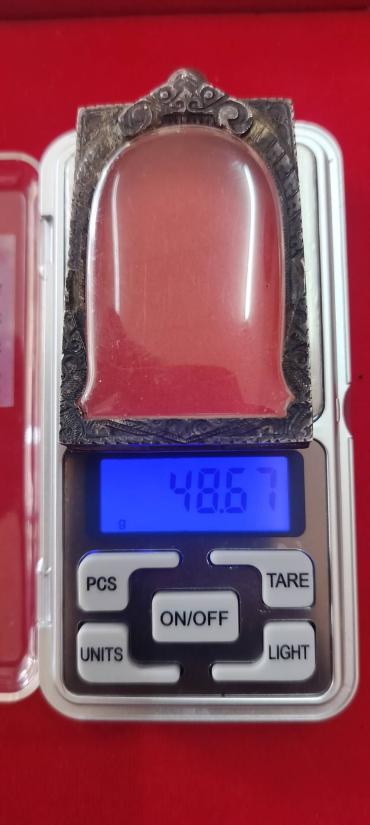 48.67
g
PCS
TARE
ON/OFF
UNITS
LIGHT